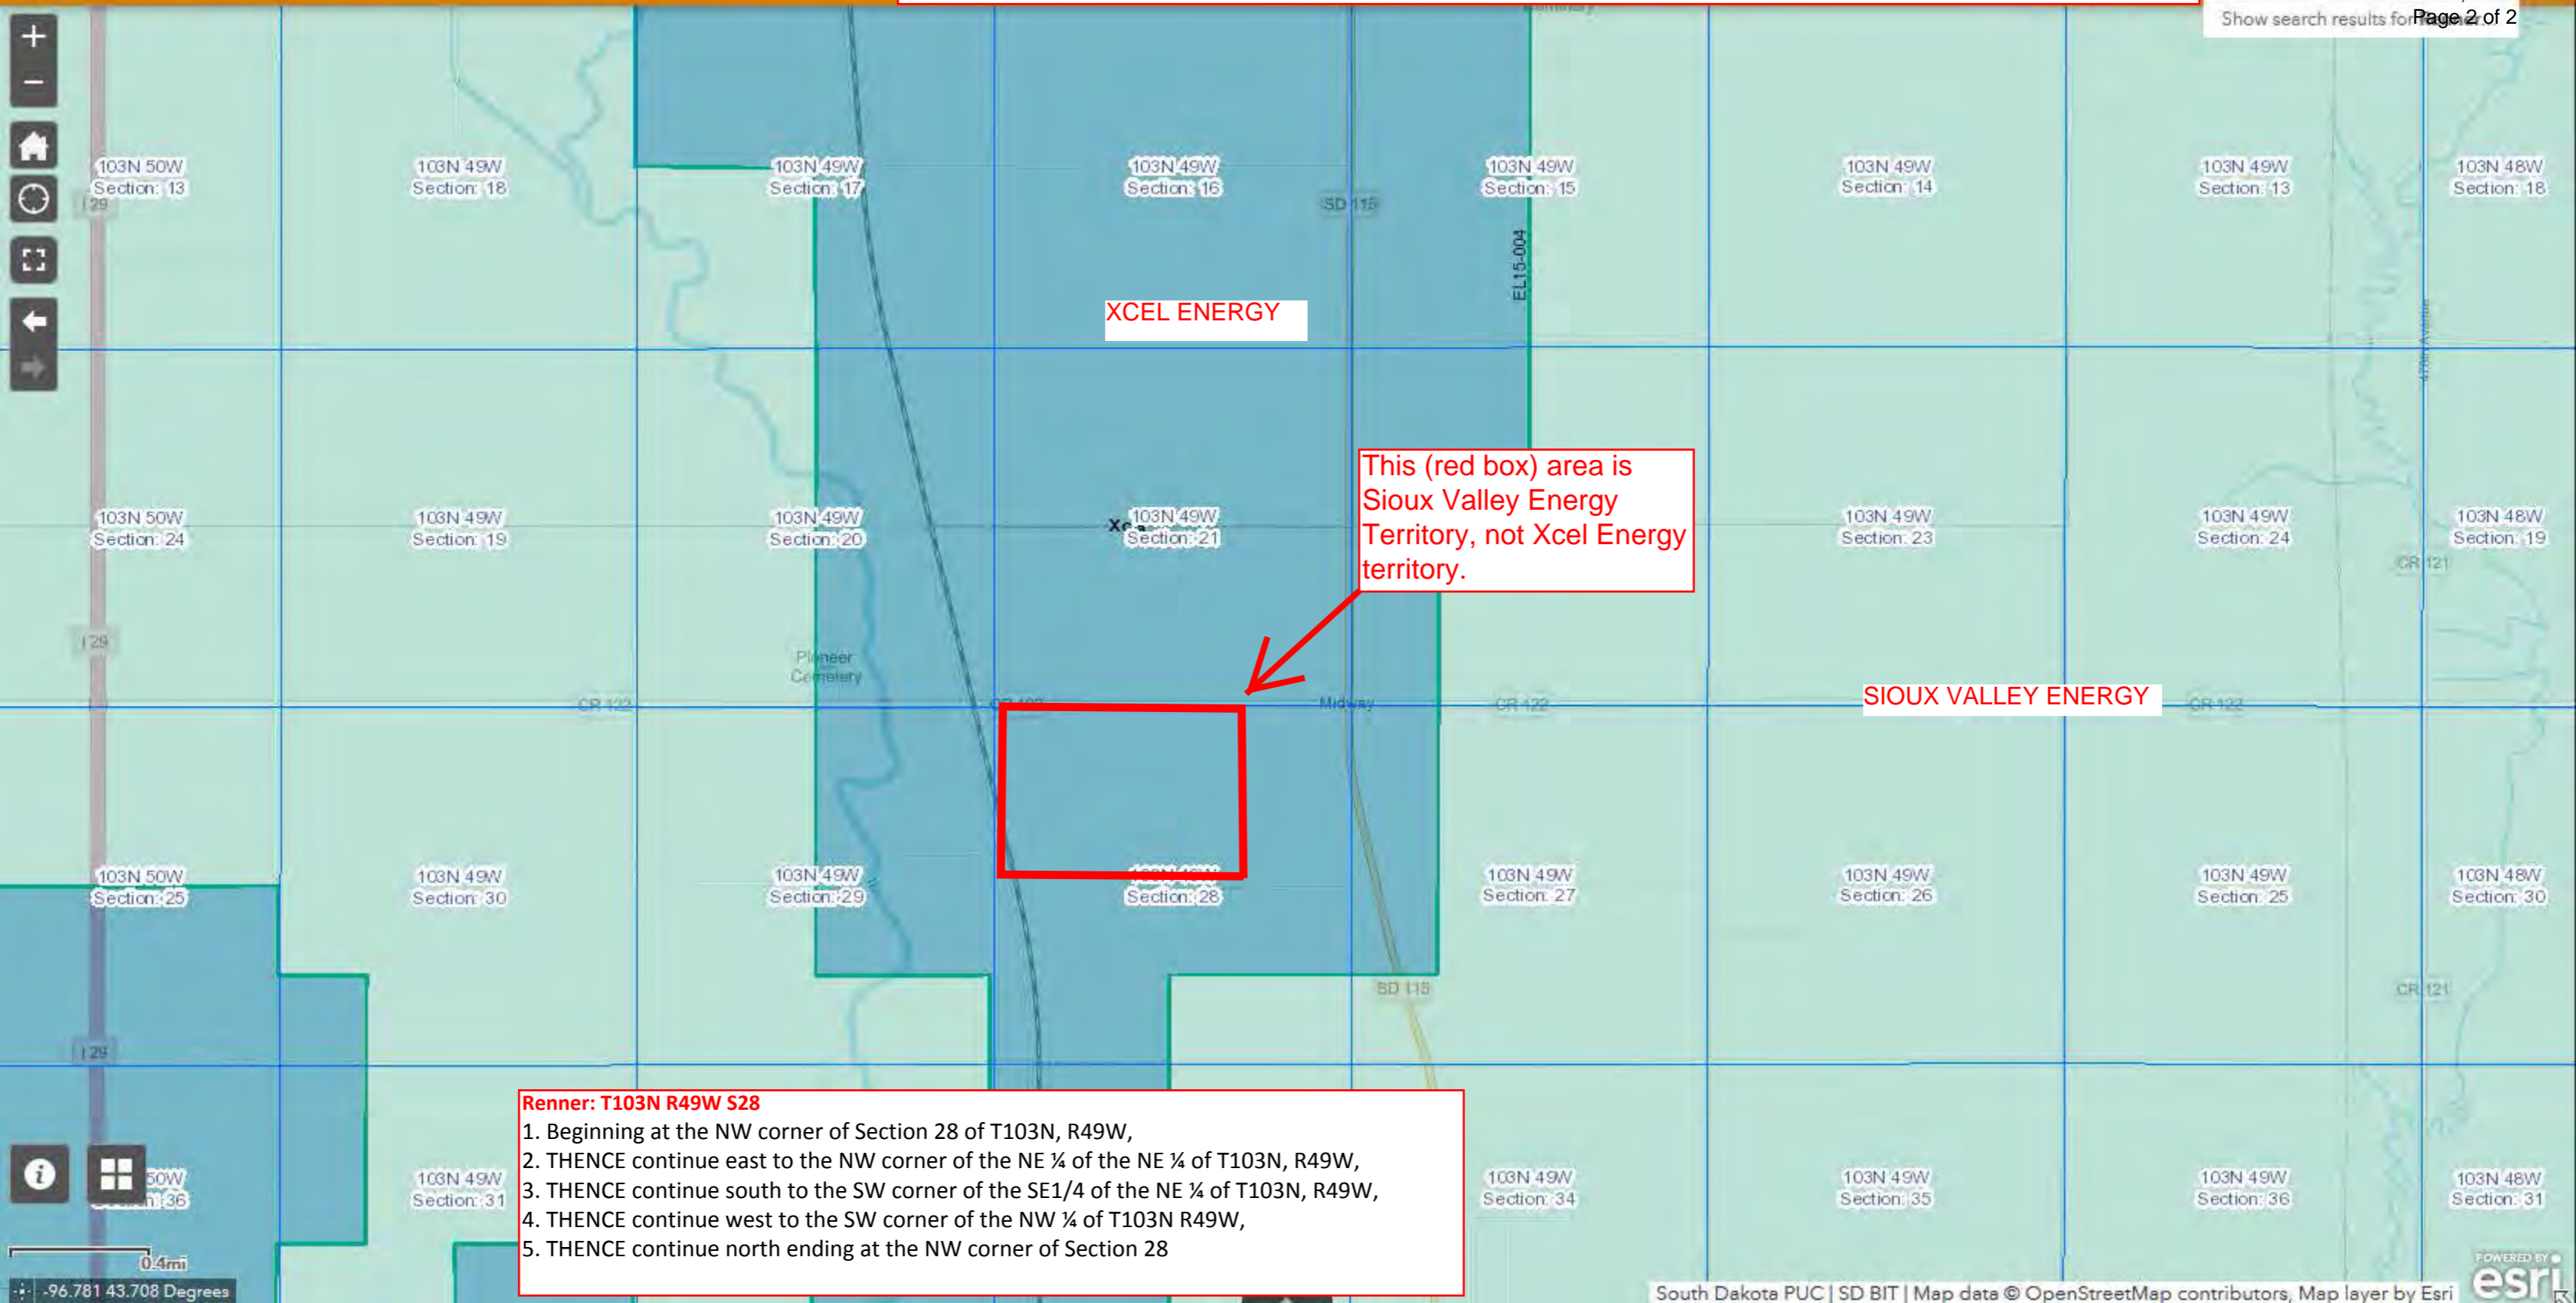 Show search results for
Page 2 of 2
103N 50W
Section: 13
103N 49W
Section: 18
103N 49W
Section: 17
103N 49W
Section: 16
103N 49W
Section: 15
103N 49W
Section: 14
103N 49W
Section: 13
103N 48W
Section: 18
I 29
SD 115
EL15-004
XCEL ENERGY
This (red box) area is
Sioux Valley Energy
Territory, not Xcel Energy
territory.
103N 50W
Section: 24
103N 49W
Section: 19
103N 49W
Section: 20
103N 49W
Section: 21
103N 49W
Section: 23
103N 49W
Section: 24
103N 48W
Section: 19
CR 121
I 29
Pioneer
Cemetery
CR 122
Midway
CR 122
SIOUX VALLEY ENERGY
CR 122
103N 50W
Section: 25
103N 49W
Section: 30
103N 49W
Section: 29
Section: 28
103N 49W
Section: 27
103N 49W
Section: 26
103N 49W
Section: 25
103N 48W
Section: 30
SD 115
CR 121
I 29
Renner: T103N R49W S28
1. Beginning at the NW corner of Section 28 of T103N, R49W,
2. THENCE continue east to the NW corner of the NE ¼ of the NE ¼ of T103N, R49W,
3. THENCE continue south to the SW corner of the SE1/4 of the NE ¼ of T103N, R49W,
4. THENCE continue west to the SW corner of the NW ¼ of T103N R49W,
5. THENCE continue north ending at the NW corner of Section 28
50W
36
103N 49W
Section: 31
103N 49W
Section: 34
103N 49W
Section: 35
103N 49W
Section: 36
103N 48W
Section: 31
0.4mi
-96.781 43.708 Degrees
South Dakota PUC | SD BIT | Map data © OpenStreetMap contributors, Map layer by Esri
POWERED BY
esri